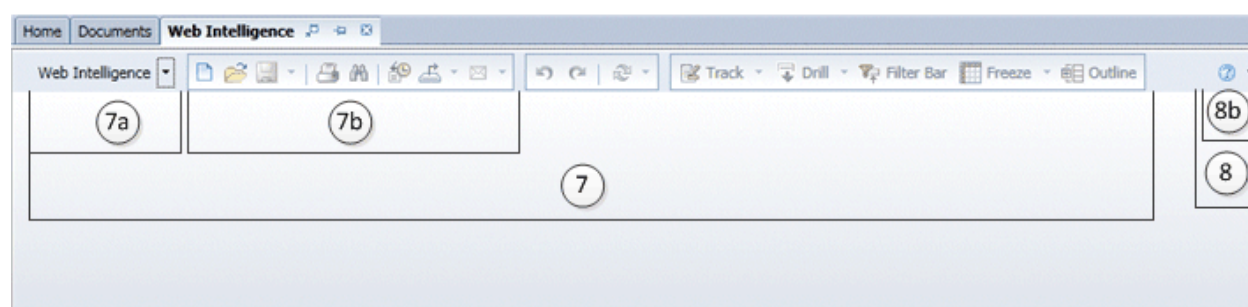 Home Documents Web Intelligence
Web Intelligence Track Drill Filter Bar Freeze Outline
7a 7b 8b
7 8